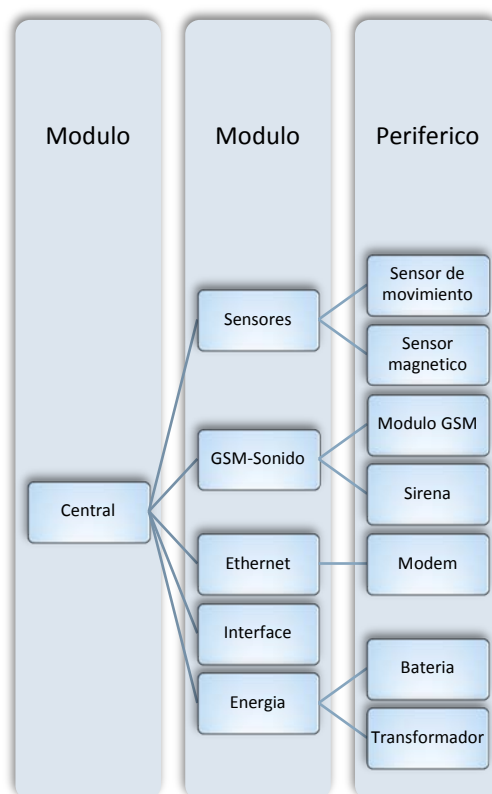 Modulo
Modulo
Periferico
Central
Sensores
GSM-Sonido
Ethernet
Interface
Energia
Sensor de
movimiento
Sensor
magnetico
Modulo GSM
Sirena
Modem
Bateria
Transformador